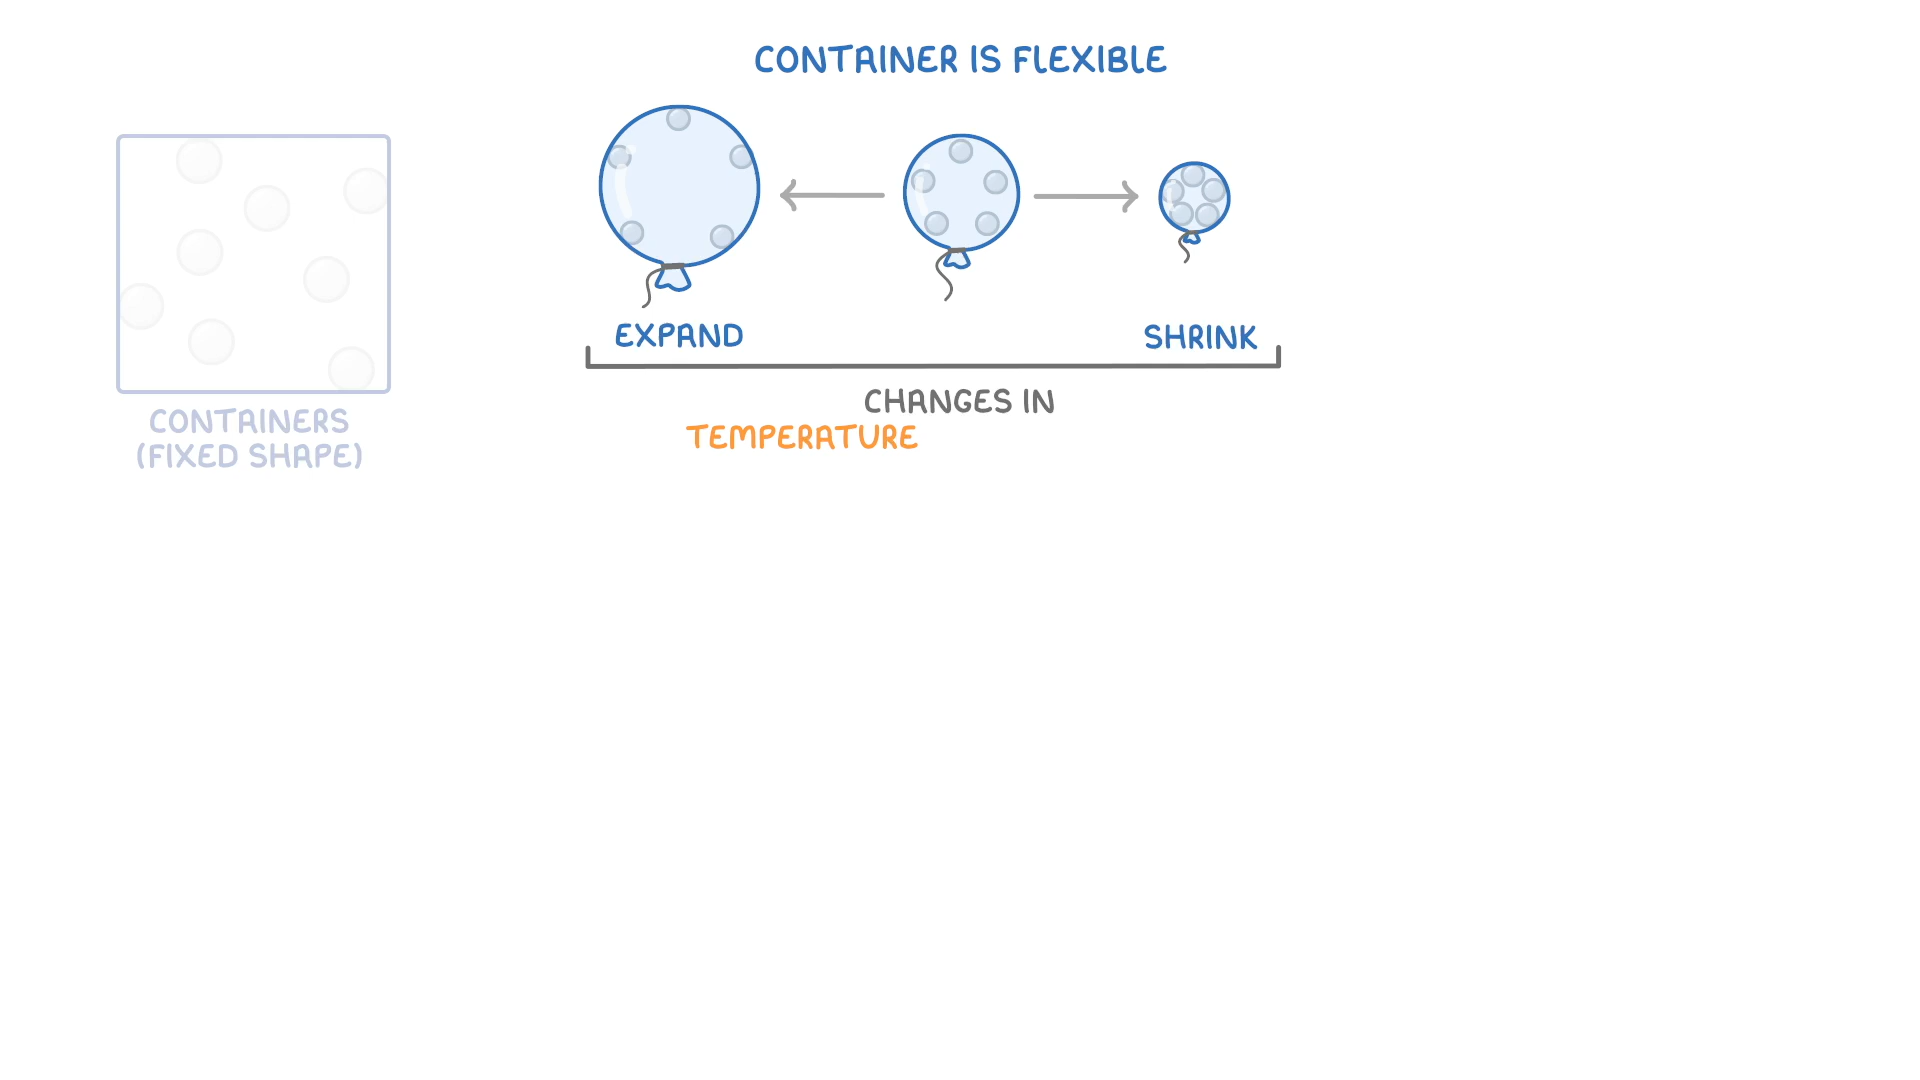 CONTAINER IS FLEXIBLE
EXPAND
SHRINK
CHANGES IN
TEMPERATURE
CONTAINERS
(FIXED SHAPE)